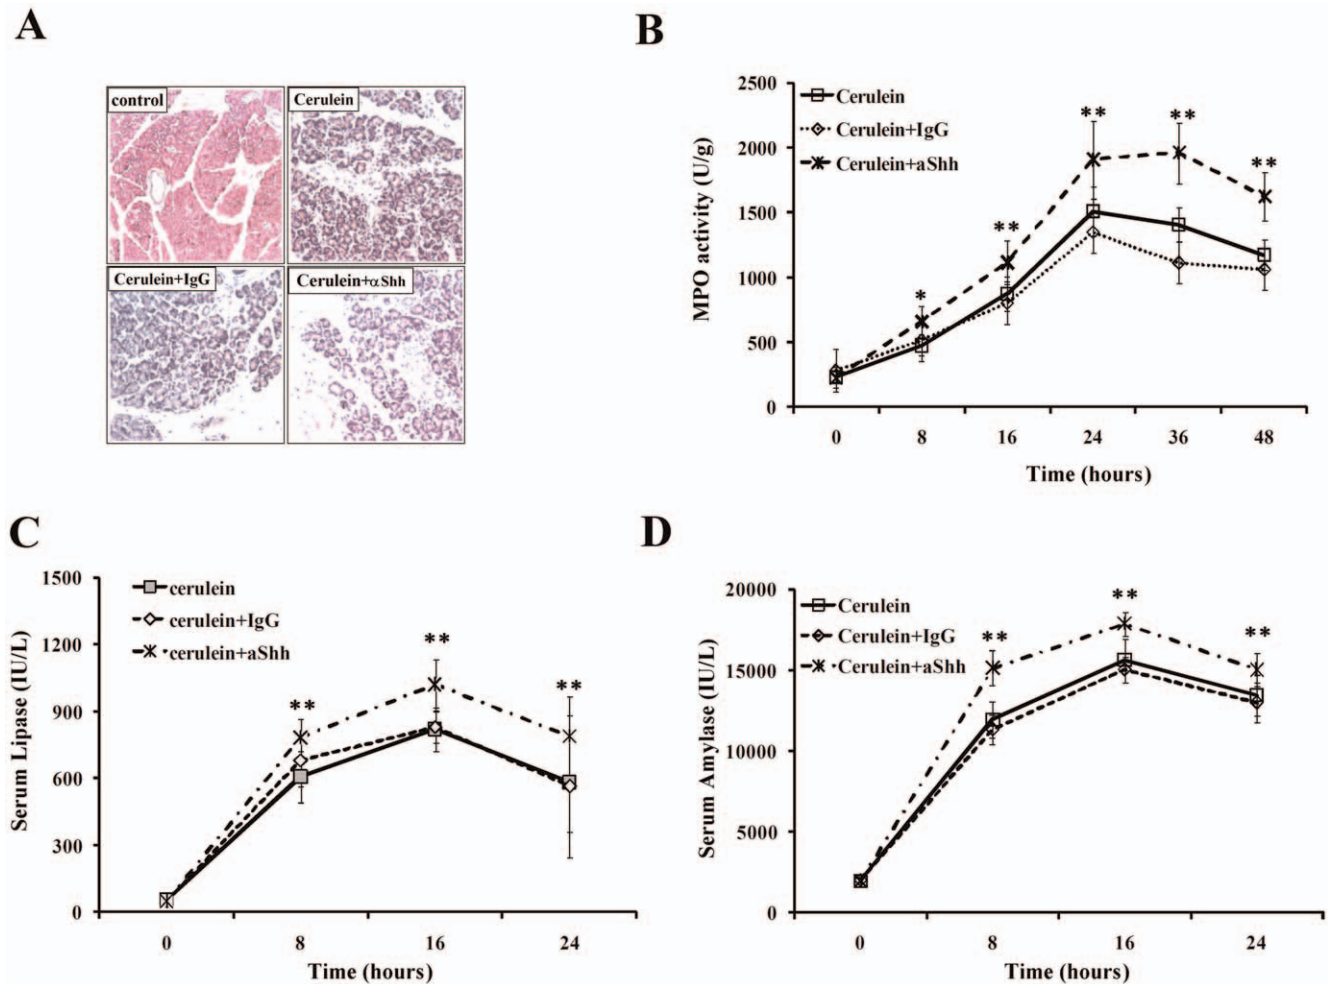 A
control
Cerulein
Cerulein+IgG
Cerulein+αShh
B
2500
2000
1500
1000
500
0
MPO activity (U/g)
Cerulein
Cerulein+IgG
Cerulein+aShh
*
**
**
**
**
0 8 16 24 36 48
Time (hours)
C
1500
1200
900
600
300
0
Serum Lipase (IU/L)
cerulein
cerulein+IgG
cerulein+aShh
**
**
**
0 8 16 24
Time (hours)
D
20000
15000
10000
5000
0
Serum Amylase (IU/L)
Cerulein
Cerulein+IgG
Cerulein+aShh
**
**
**
0 8 16 24
Time (hours)